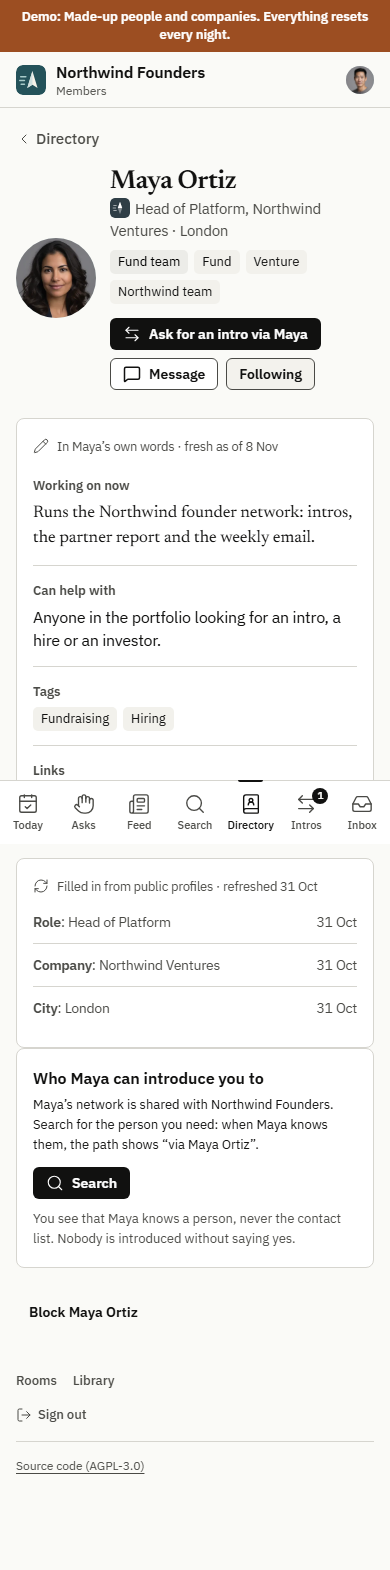 Demo: Made-up people and companies. Everything resets
every night.
Northwind Founders
Members
Directory
Maya Ortiz
Head of Platform, Northwind
Ventures · London
Fund team
Fund
Venture
Northwind team
Ask for an intro via Maya
Message
Following
In Maya’s own words · fresh as of 8 Nov
Working on now
Runs the Northwind founder network: intros,
the partner report and the weekly email.
Can help with
Anyone in the portfolio looking for an intro, a
hire or an investor.
Tags
Fundraising
Hiring
Links
Today
Asks
Feed
Search
Directory
1
Intros
Inbox
Filled in from public profiles · refreshed 31 Oct
Role: Head of Platform 31 Oct
Company: Northwind Ventures 31 Oct
City: London 31 Oct
Who Maya can introduce you to
Maya’s network is shared with Northwind Founders.
Search for the person you need: when Maya knows
them, the path shows “via Maya Ortiz”.
Search
You see that Maya knows a person, never the contact
list. Nobody is introduced without saying yes.
Block Maya Ortiz
Rooms
Library
Sign out
Source code (AGPL-3.0)